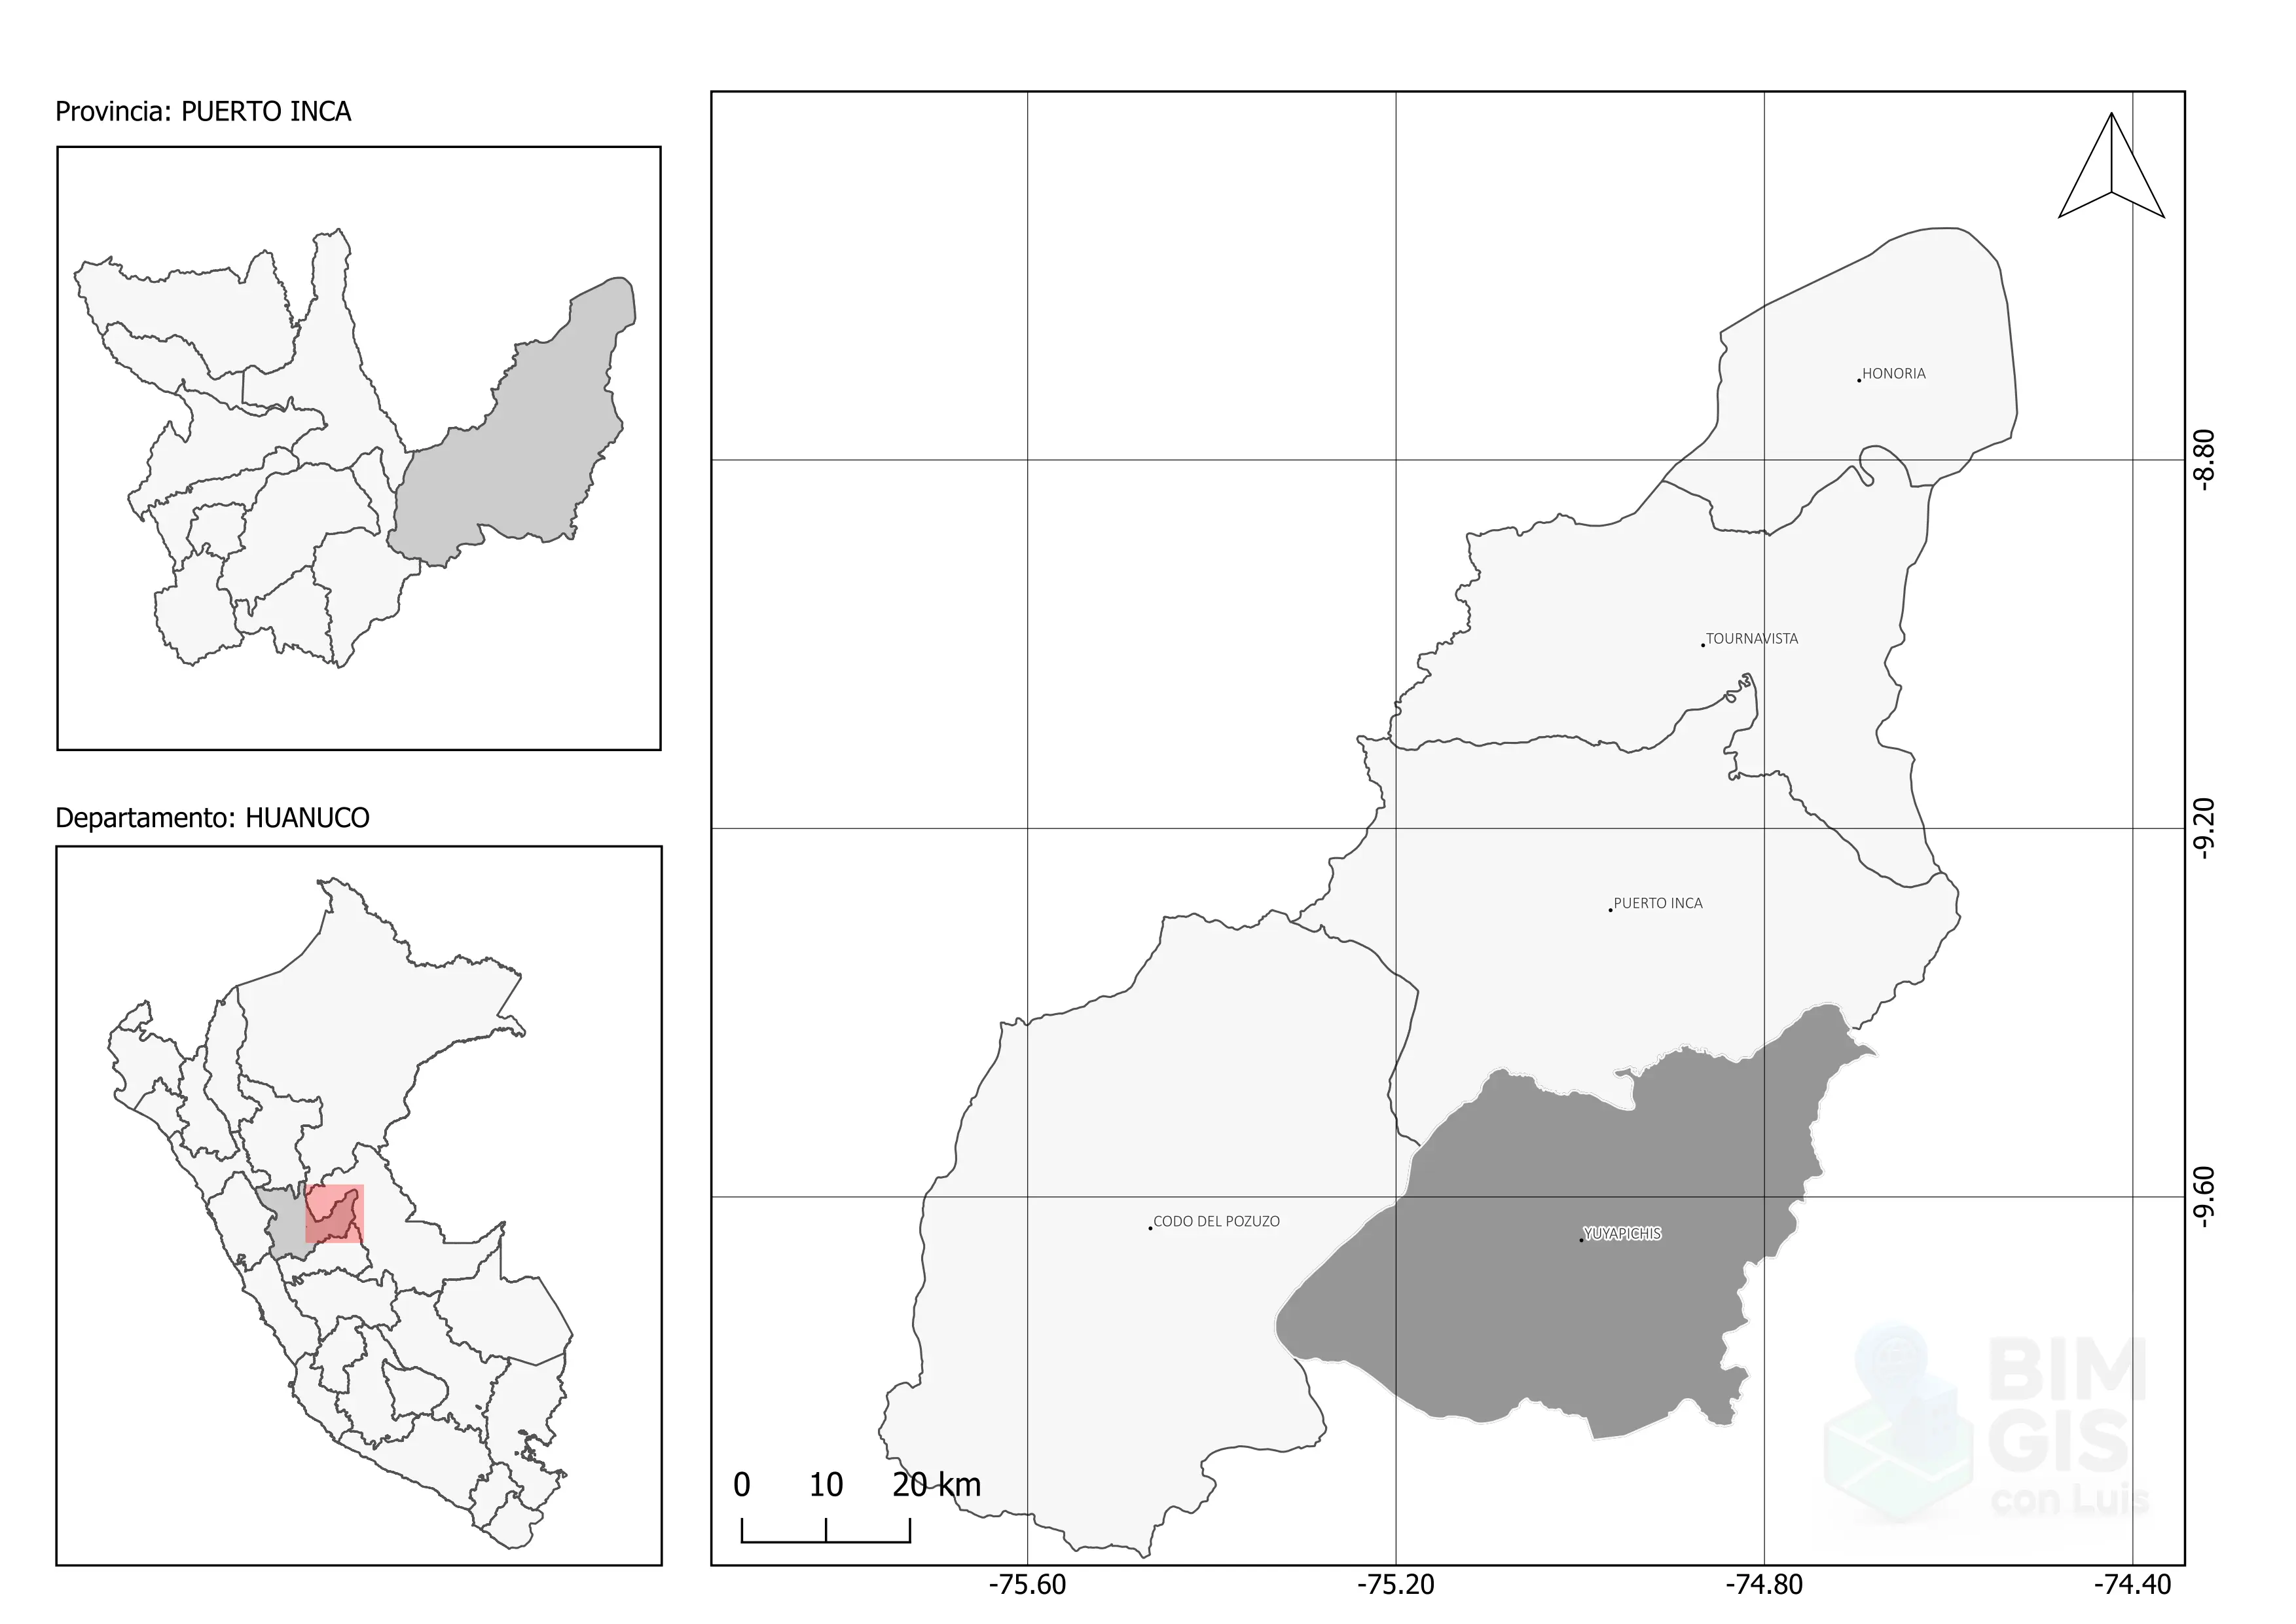 Provincia: PUERTO INCA
Departamento: HUANUCO
HONORIA
TOURNAVISTA
PUERTO INCA
CODO DEL POZUZO
YUYAPICHIS
-8.80
-9.20
-9.60
0 10 20 km
-75.60 -75.20 -74.80 -74.40
BIM
GIS
con Luis